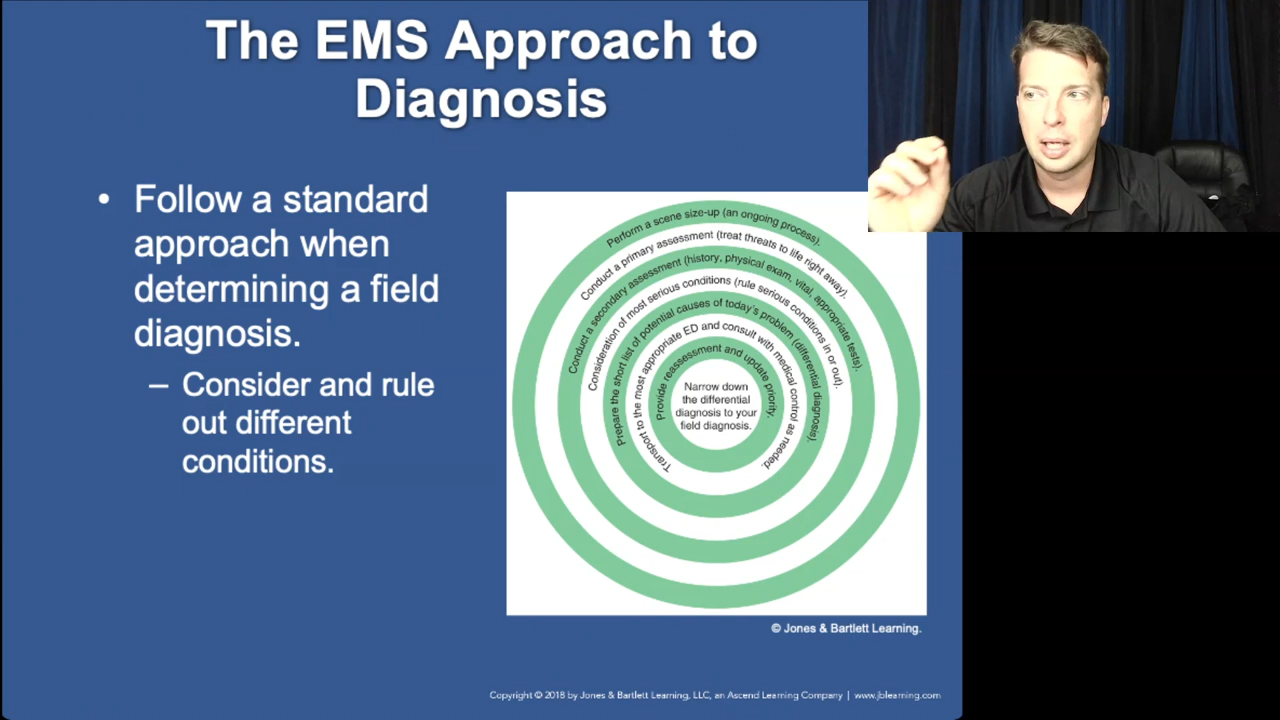 The EMS Approach to
Diagnosis
• Follow a standard
approach when
determining a field
diagnosis.
– Consider and rule
out different
conditions.
Perform a scene size-up (an ongoing process).
Conduct a primary assessment (treat threats to life right away).
Conduct a secondary assessment (history, physical exam, vital, appropriate tests).
Consideration of most serious conditions (rule serious conditions in or out).
Prepare the short list of potential causes of today's problem (differential diagnosis).
Transport to the most appropriate ED and consult with medical control as needed.
Provide reassessment and update priority.
Narrow down
the differential
diagnosis to your
field diagnosis.
© Jones & Bartlett Learning.
Copyright © 2018 by Jones & Bartlett Learning, LLC, an Ascend Learning Company | www.jblearning.com